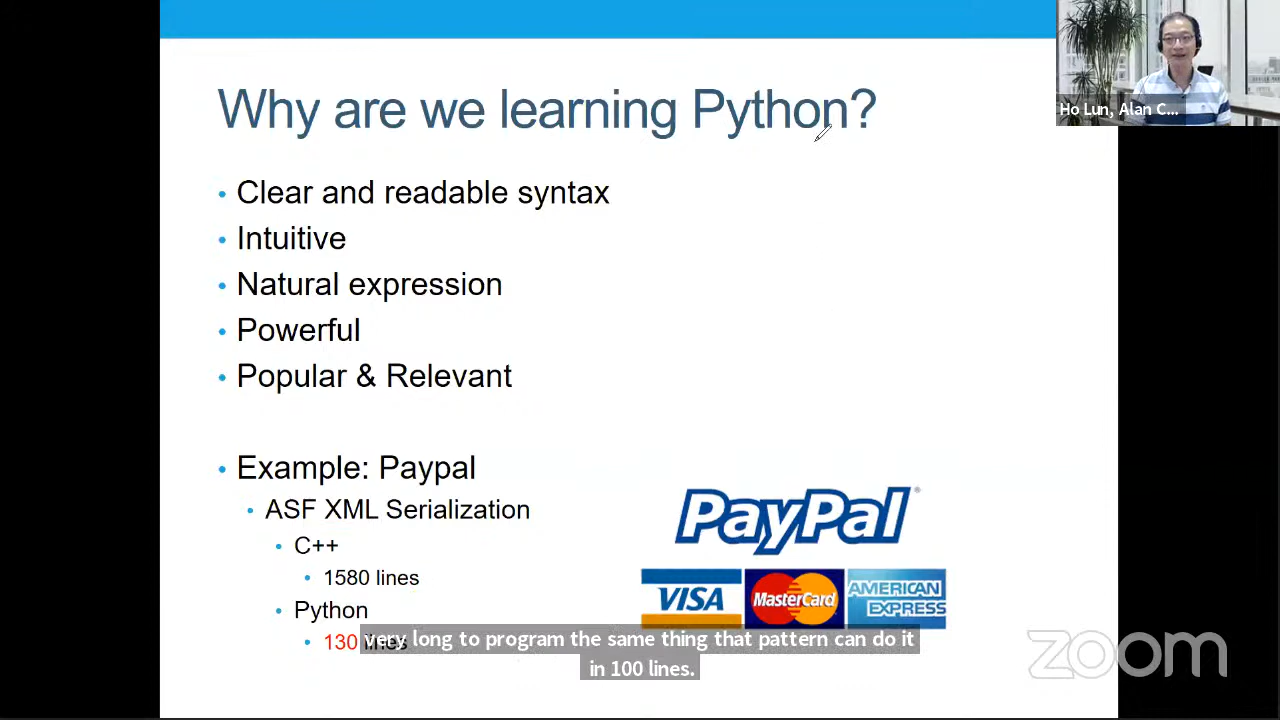 Why are we learning Python?
Ho Lun, Alan C...
• Clear and readable syntax
• Intuitive
• Natural expression
• Powerful
• Popular & Relevant
• Example: Paypal
• ASF XML Serialization
• C++
• 1580 lines
• Python
• 130 lines
PayPal®
VISA
MasterCard
AMERICAN
EXPRESS
very long to program the same thing that pattern can do it
in 100 lines.
zoom